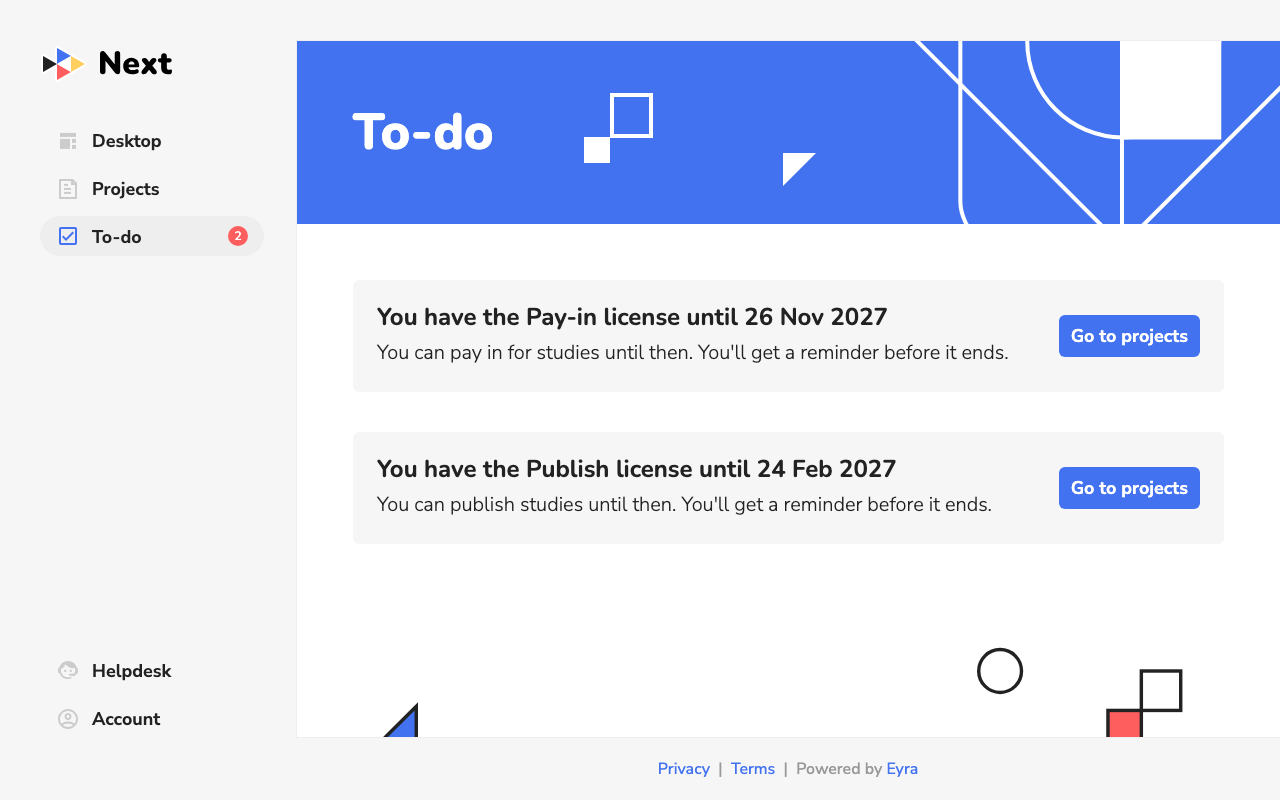 Next
Desktop
Projects
To-do
2
Helpdesk
Account
To-do
You have the Pay-in license until 26 Nov 2027
You can pay in for studies until then. You'll get a reminder before it ends.
Go to projects
You have the Publish license until 24 Feb 2027
You can publish studies until then. You'll get a reminder before it ends.
Go to projects
Privacy | Terms | Powered by Eyra